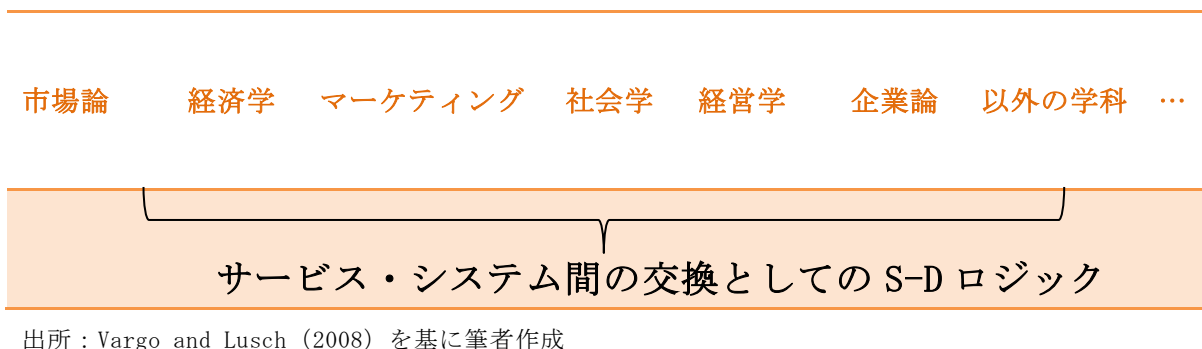 市場論 経済学 マーケティング 社会学 経営学 企業論 以外の学科 …
サービス・システム間の交換としての S-D ロジック
出所：Vargo and Lusch (2008) を基に筆者作成